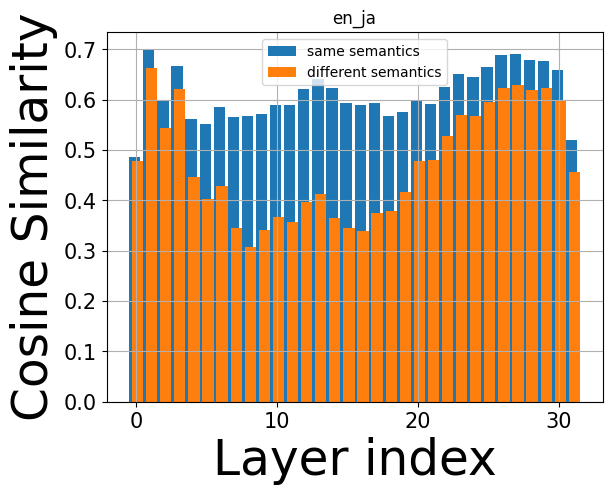 en_ja
same semantics
different semantics
Cosine Similarity
0.7
0.6
0.5
0.4
0.3
0.2
0.1
0.0
0 10 20 30
Layer index